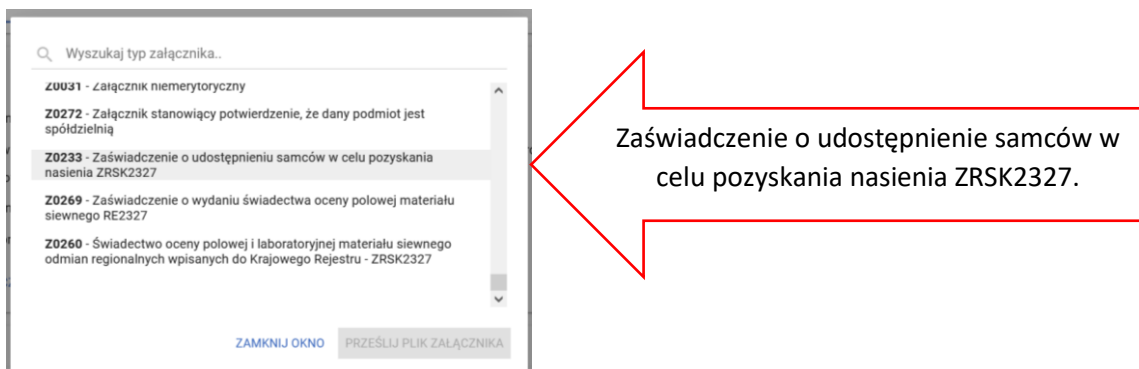 Wyszukaj typ załącznika..
Z0031 - Załącznik niemerytoryczny
Z0272 - Załącznik stanowiący potwierdzenie, że dany podmiot jest
spółdzielnią
Z0233 - Zaświadczenie o udostępnieniu samców w celu pozyskania
nasienia ZRSK2327
Z0269 - Zaświadczenie o wydaniu świadectwa oceny polowej materiału
siewnego RE2327
Z0260 - Świadectwo oceny polowej i laboratoryjnej materiału siewnego
odmian regionalnych wpisanych do Krajowego Rejestru - ZRSK2327
ZAMKNIJ OKNO PRZEŚLIJ PLIK ZAŁĄCZNIKA
Zaświadczenie o udostępnienie samców w
celu pozyskania nasienia ZRSK2327.